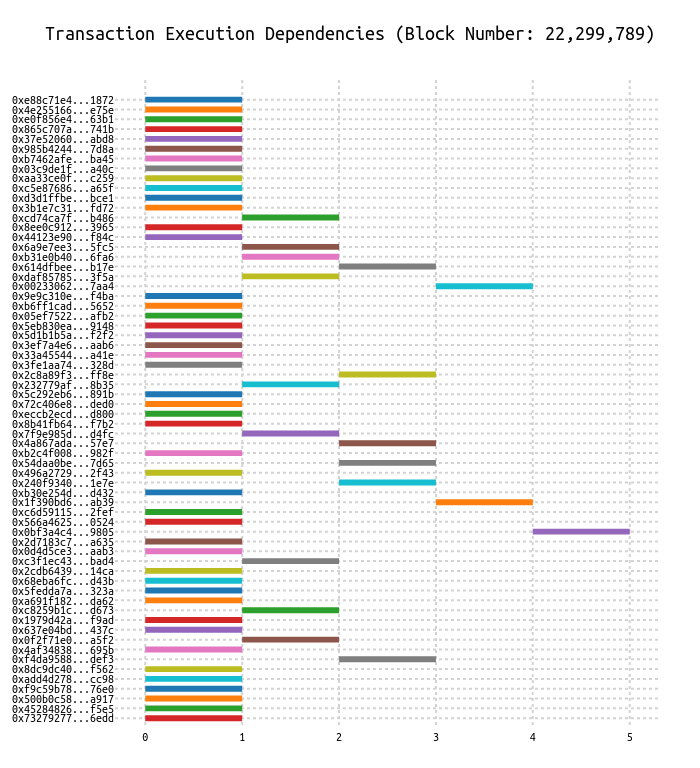 Transaction Execution Dependencies (Block Number: 22,299,789)
0xe88c71e4...1872
0x4e255166...e75e
0xe0f856e4...63b1
0x865c707a...741b
0x37e52060...abd8
0x985b4244...7d8a
0xb7462afe...ba45
0x03c9de1f...a40c
0xaa33ce0f...c259
0xc5e87686...a65f
0xd3d1ffbe...bce1
0x3b1e7c31...fd72
0xcd74ca7f...b486
0x8ee0c912...3965
0x44123e90...f84c
0x6a9e7ee3...5fc5
0xb31e0b40...6fa6
0x614dfbee...b17e
0xdaf85785...3f5a
0x00233062...7aa4
0x9e9c310e...f4ba
0xb6ff1cad...5652
0x05ef7522...afb2
0x5eb830ea...9148
0x5d1b1b5a...f2f2
0x3ef7a4e6...aab6
0x33a45544...a41e
0x3fe1aa74...328d
0x2c8a89f3...ff8e
0x232779af...8b35
0x5c292eb6...891b
0x72c406e8...ded0
0xeccb2ecd...d800
0x8b41fb64...f7b2
0x7f9e985d...d4fc
0x4a867ada...57e7
0xb2c4f008...982f
0x54daa0be...7d65
0x496a2729...2f43
0x240f9340...1e7e
0xb30e254d...d432
0x1f390bd6...ab39
0xc6d59115...2fef
0x566a4625...0524
0x0bf3a4c4...9805
0x2d7183c7...a635
0x0d4d5ce3...aab3
0xc3f1ec43...bad4
0x2cdb6439...14ca
0x68eba6fc...d43b
0x5fedda7a...323a
0xa691f182...da62
0xc8259b1c...d673
0x1979d42a...f9ad
0x637e04bd...437c
0x0f2f71e0...a5f2
0x4af34838...695b
0xf4da9588...def3
0x8dc9dc40...f562
0xadd4d278...cc98
0xf9c59b78...76e0
0x500b0c58...a917
0x45284826...f5e5
0x73279277...6edd
0 1 2 3 4 5